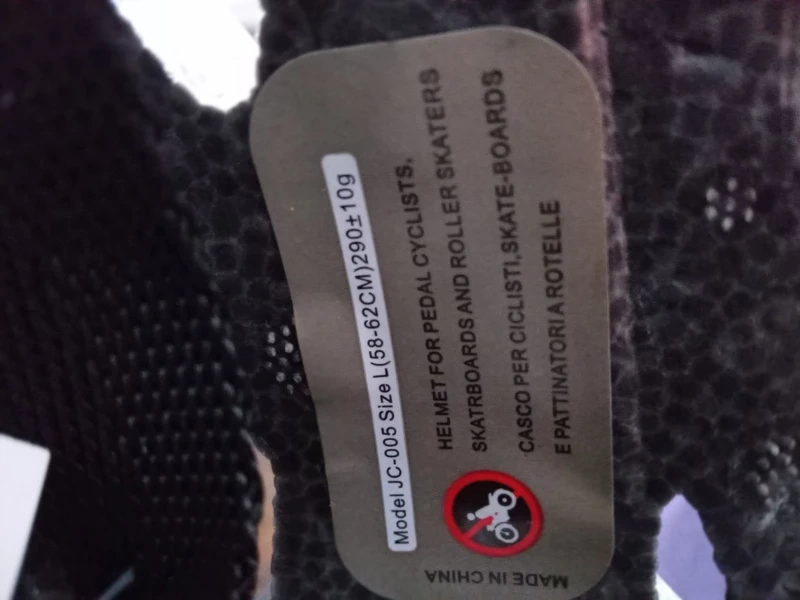 Model JC-005 Size L(58-62CM)290±10g
HELMET FOR PEDAL CYCLISTS,
SKATRBOARDS AND ROLLER SKATERS
CASCO PER CICLISTI,SKATE-BOARDS
E PATTINATORI A ROTELLE
MADE IN CHINA